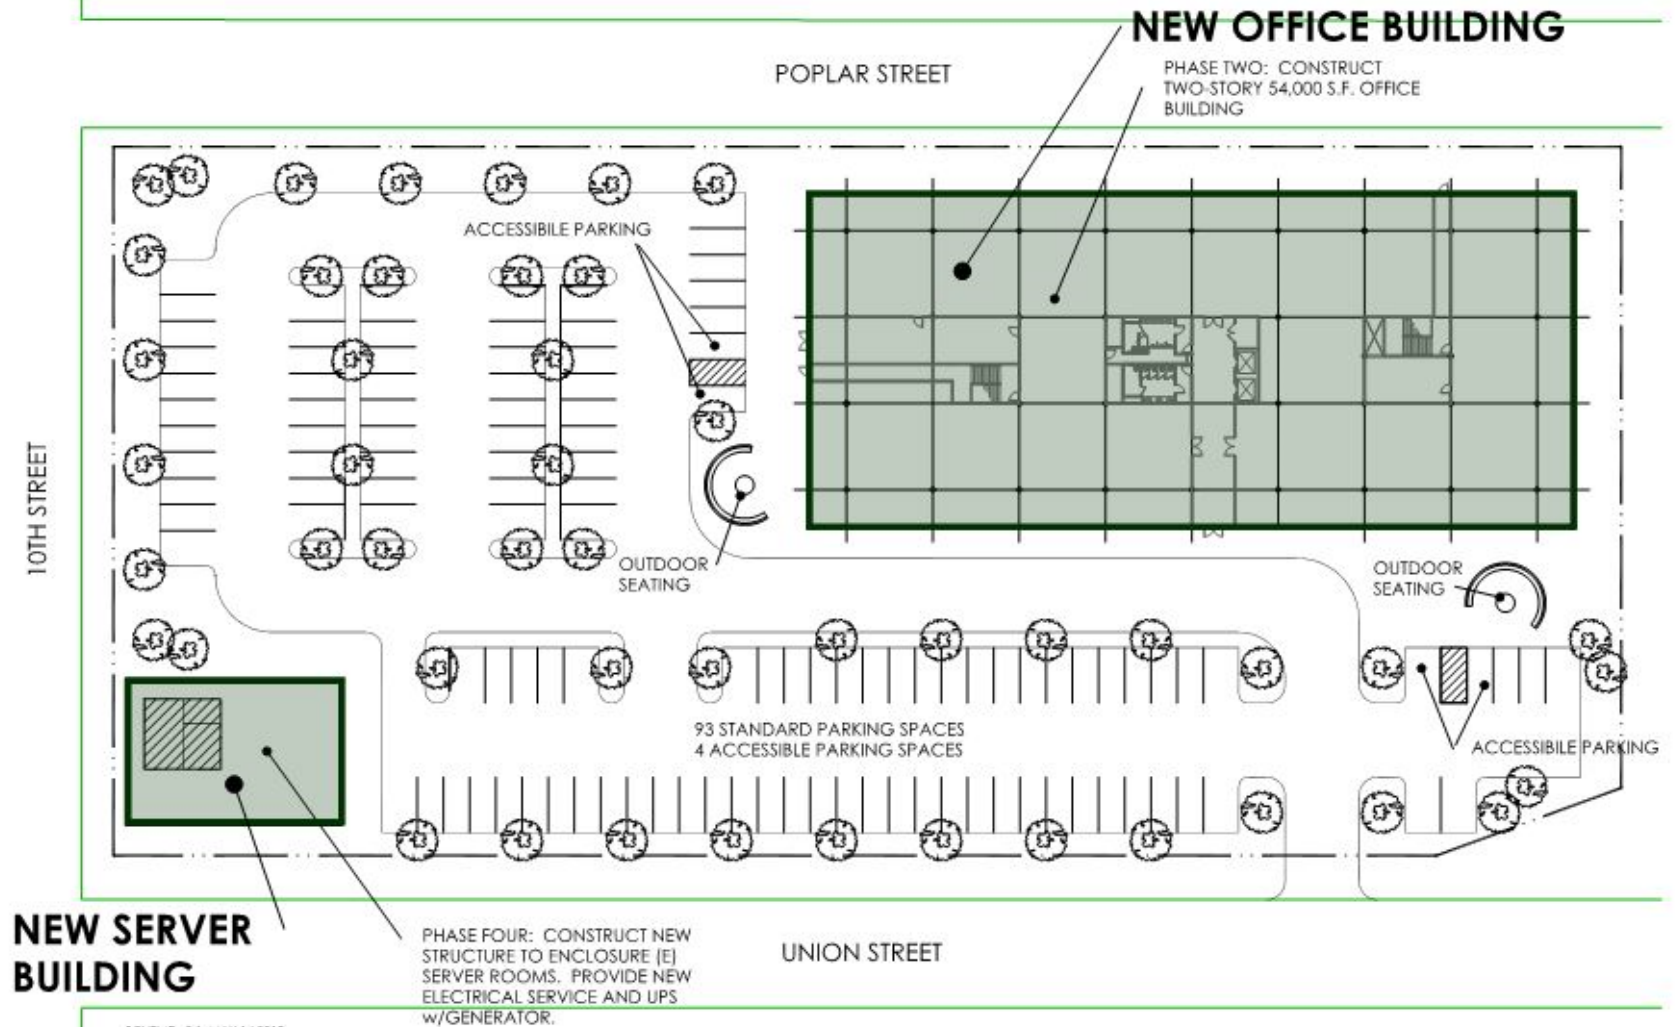 NEW OFFICE BUILDING
POPLAR STREET
PHASE TWO: CONSTRUCT
TWO-STORY 54,000 S.F. OFFICE
BUILDING
ACCESSIBILE PARKING
10TH STREET
OUTDOOR
SEATING
OUTDOOR
SEATING
93 STANDARD PARKING SPACES
4 ACCESSIBLE PARKING SPACES
ACCESSIBILE PARKING
NEW SERVER
BUILDING
PHASE FOUR: CONSTRUCT NEW
STRUCTURE TO ENCLOSURE (E)
SERVER ROOMS. PROVIDE NEW
ELECTRICAL SERVICE AND UPS
w/GENERATOR.
UNION STREET